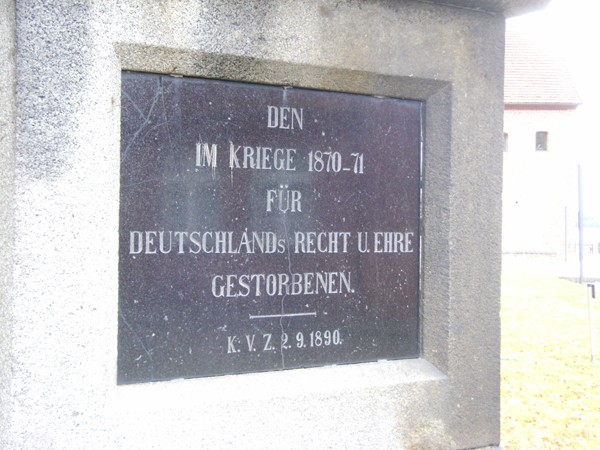 DEN
IM KRIEGE 1870-71
FÜR
DEUTSCHLANDs RECHT U. EHRE
GESTORBENEN.
K. V. Z. 2.9.1890.